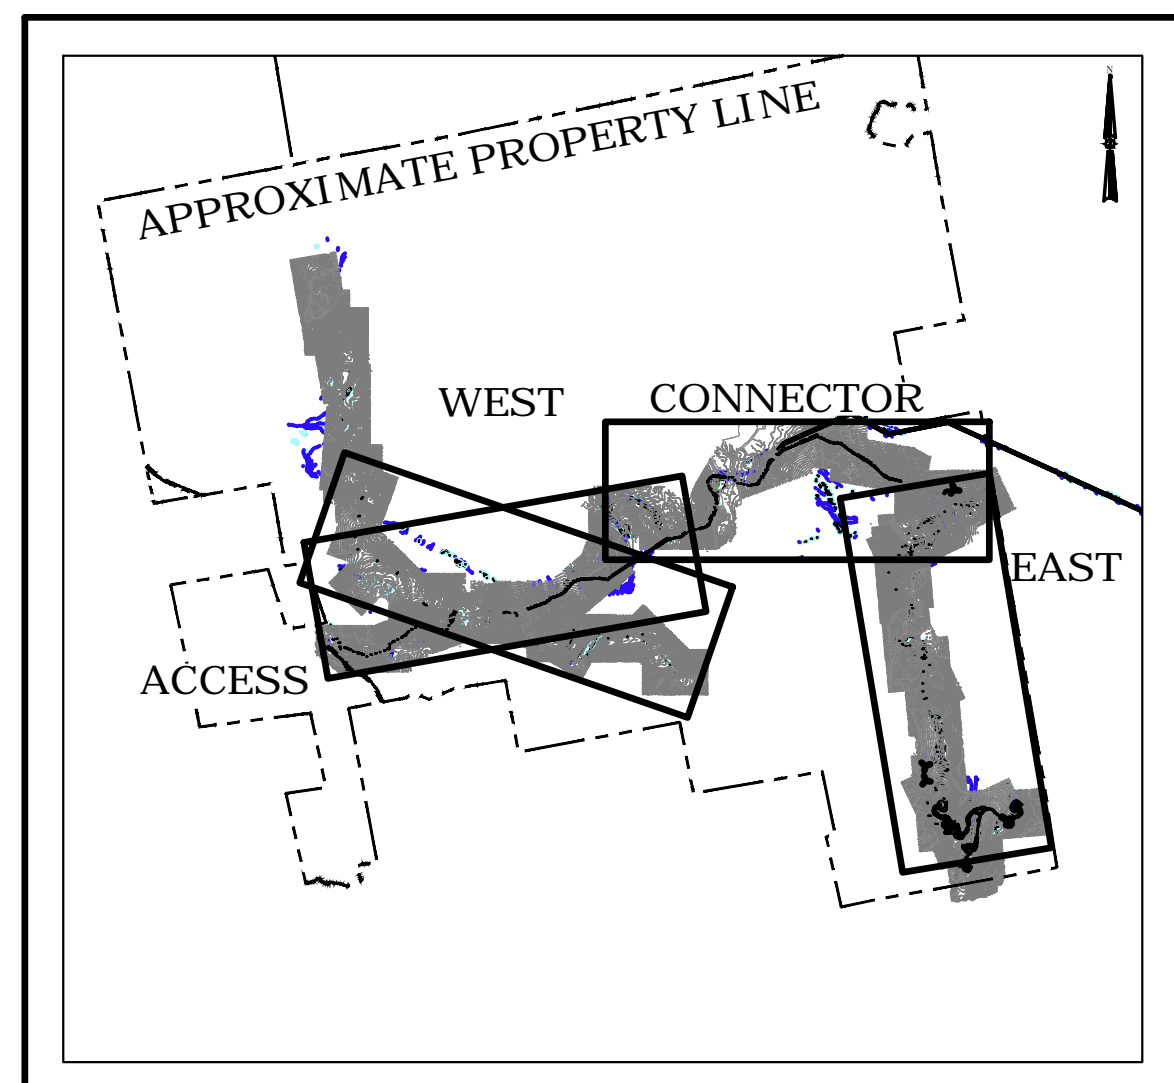 N
APPROXIMATE PROPERTY LINE
WEST
CONNECTOR
EAST
ACCESS